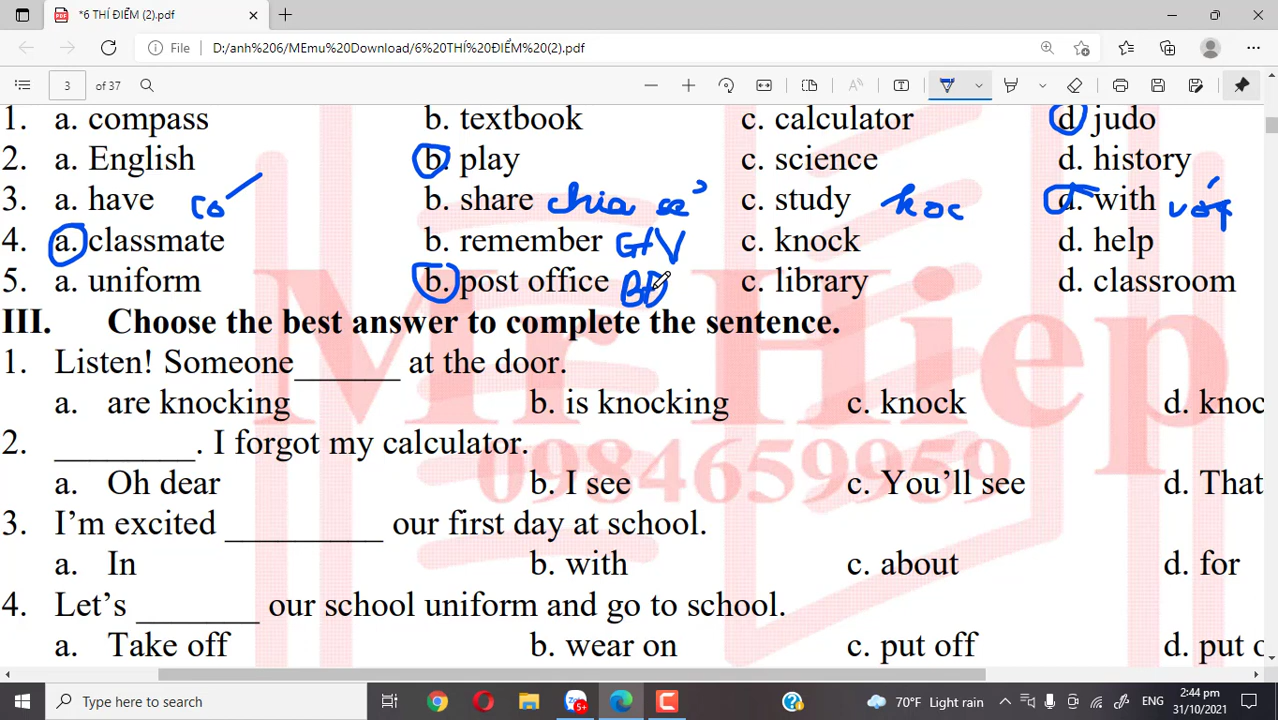 *6 THÍ ĐIỂM (2).pdf
File D:/anh%206/MEmu%20Download/6%20THÍ%20ĐIỂM%20(2).pdf
3 of 37
1. a. compass b. textbook c. calculator d. judo
2. a. English b. play c. science d. history
3. a. have có b. share chia sẻ c. study học d. with với
4. a. classmate b. remember GN c. knock d. help
5. a. uniform b. post office BĐ c. library d. classroom
III. Choose the best answer to complete the sentence.
1. Listen! Someone______ at the door.
a. are knocking b. is knocking c. knock d. knoc
2. ________. I forgot my calculator.
a. Oh dear b. I see c. You’ll see d. That
3. I’m excited _________ our first day at school.
a. In b. with c. about d. for
4. Let’s _______ our school uniform and go to school.
a. Take off b. wear on c. put off d. put o
Mr Hiep
0984659959
Type here to search
5+
70°F Light rain
ENG
2:44 pm
31/10/2021